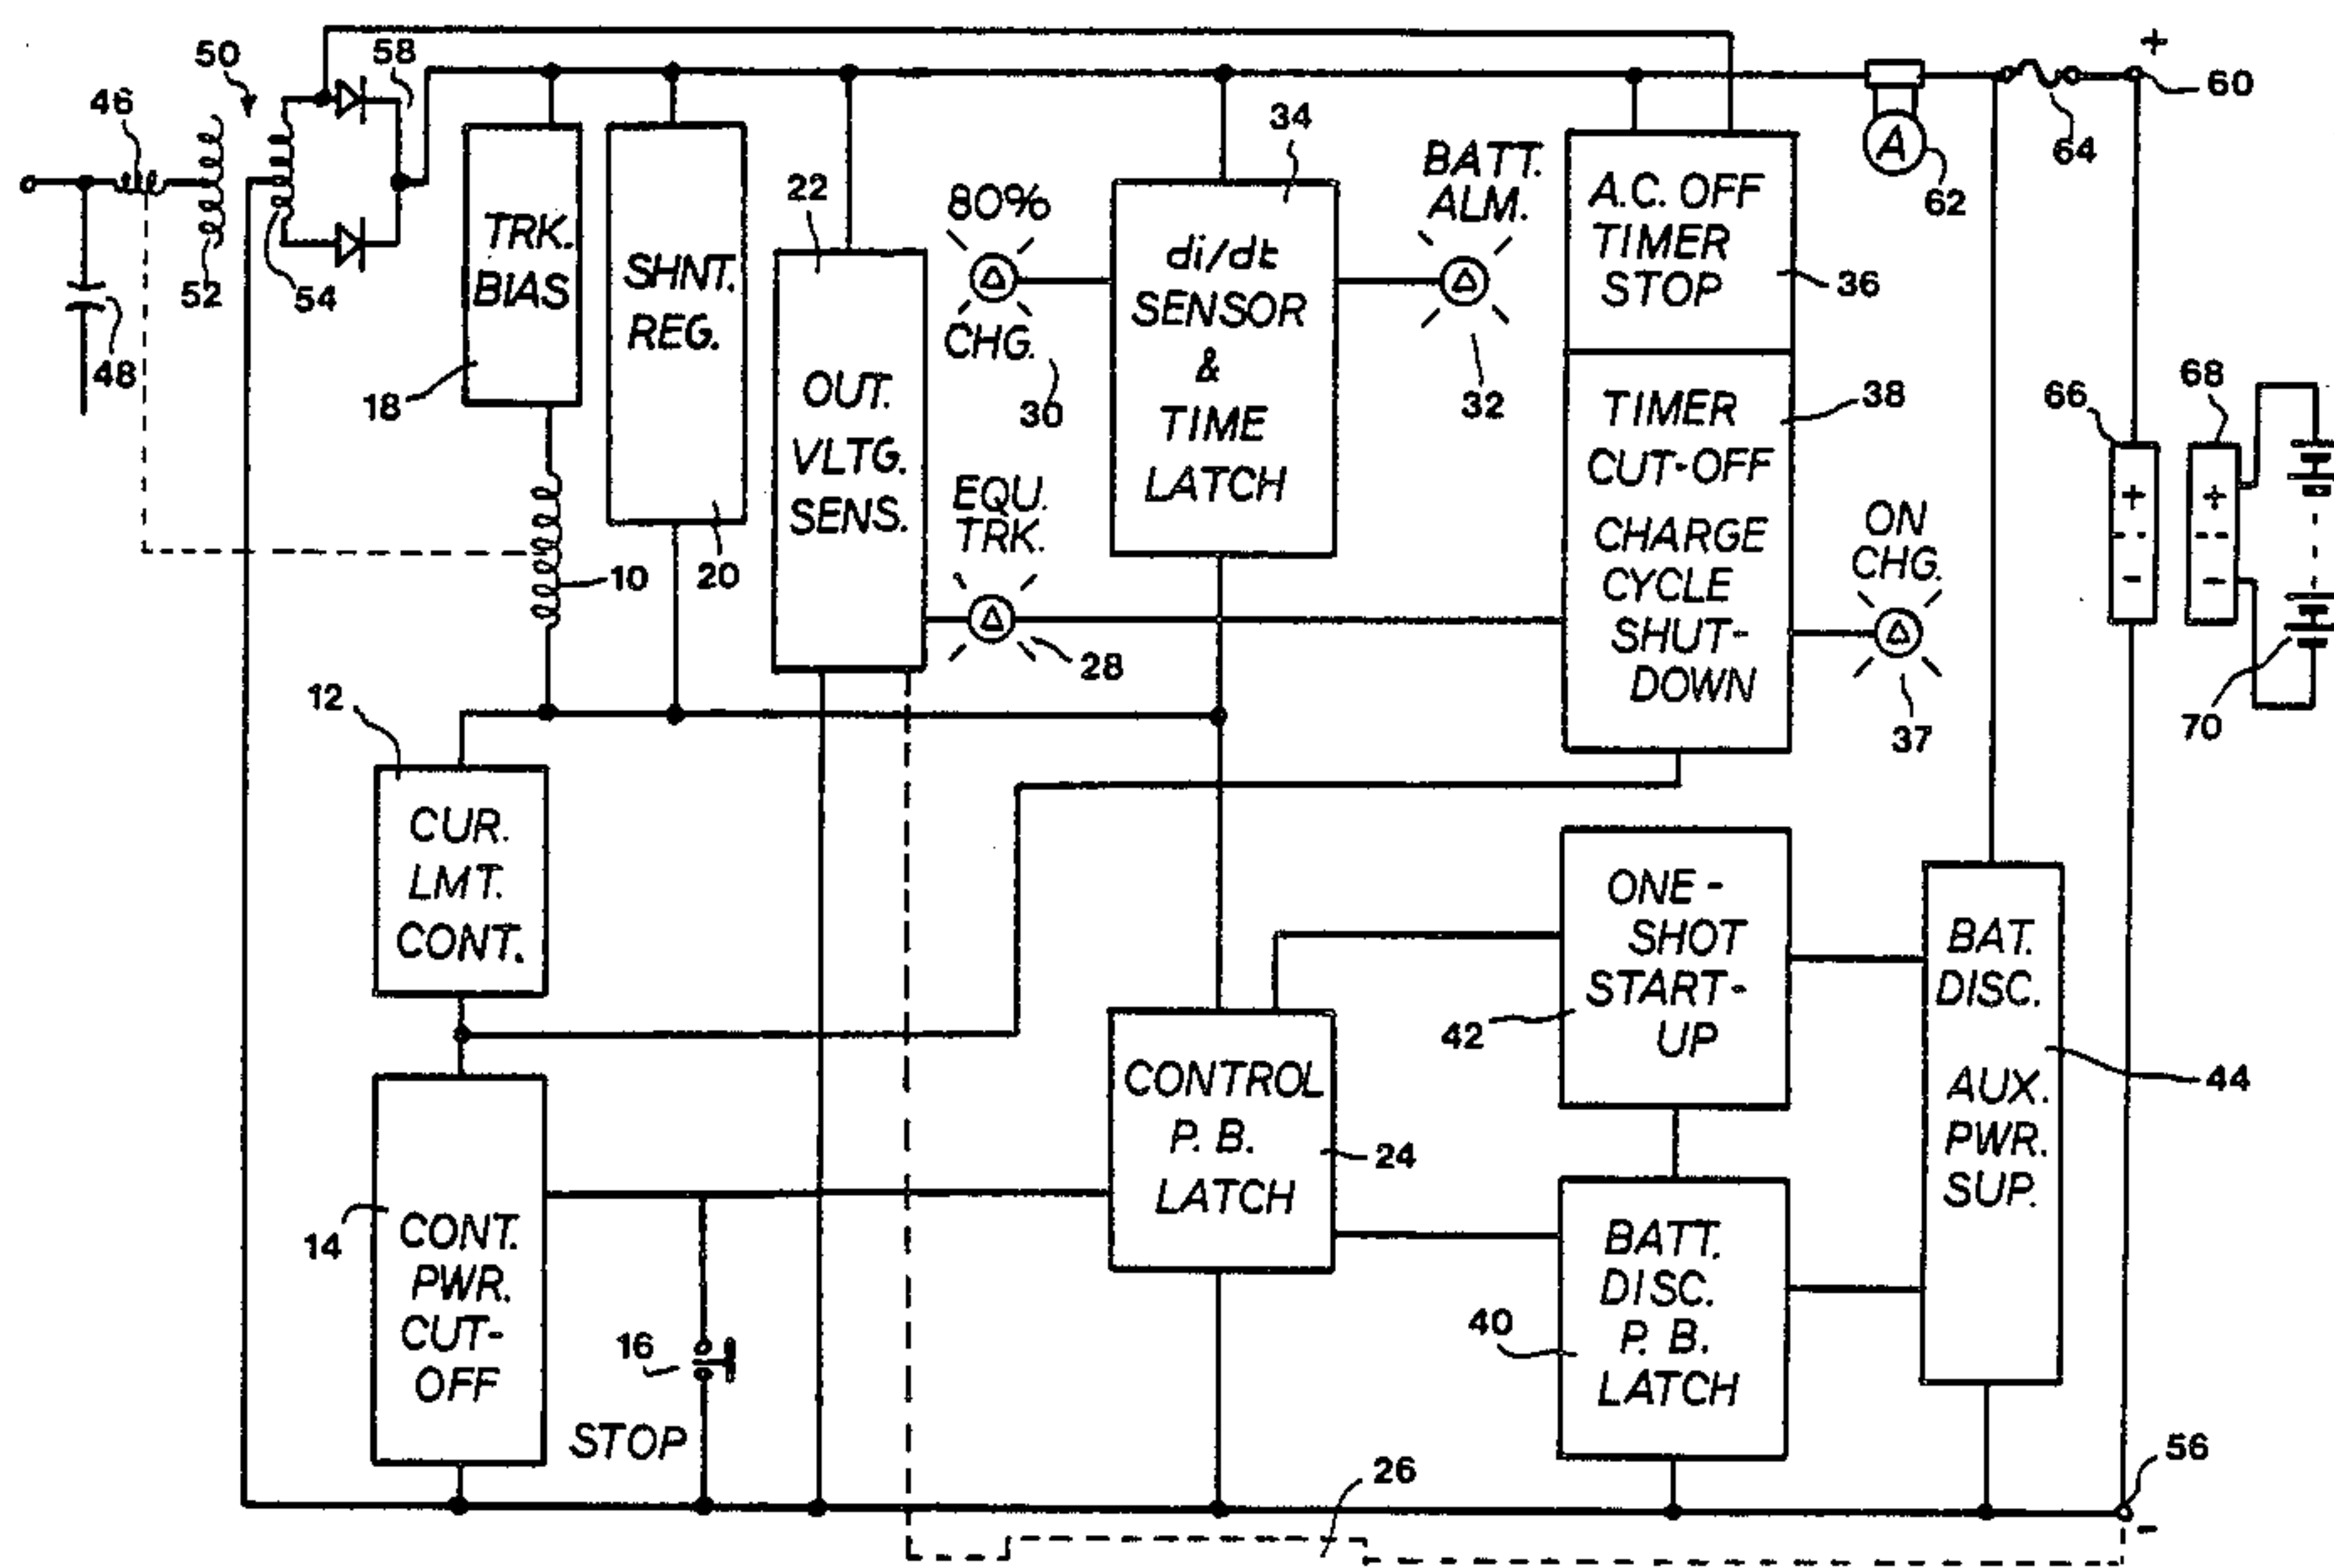 50
58
+
46
60
64
34
BATT.
ALM.
A
62
22
80%
A.C. OFF
TIMER
STOP
36
TRK.
BIAS
SHNT.
REG.
di/dt
SENSOR
&
TIME
LATCH
52
54
48
18
CHG.
30
32
OUT.
VLTG.
SENS.
TIMER
CUT-OFF
38
CHARGE
CYCLE
SHUT-
DOWN
66
68
+
--
-
+
--
-
EQU.
TRK.
ON
CHG.
10
20
28
37
70
12
CUR.
LMT.
CONT.
ONE-
SHOT
START-
UP
42
BAT.
DISC.
AUX.
PWR.
SUP.
44
CONTROL
P. B.
LATCH
24
14
CONT.
PWR.
CUT-
OFF
16
STOP
BATT.
DISC.
P. B.
LATCH
40
26
56
-